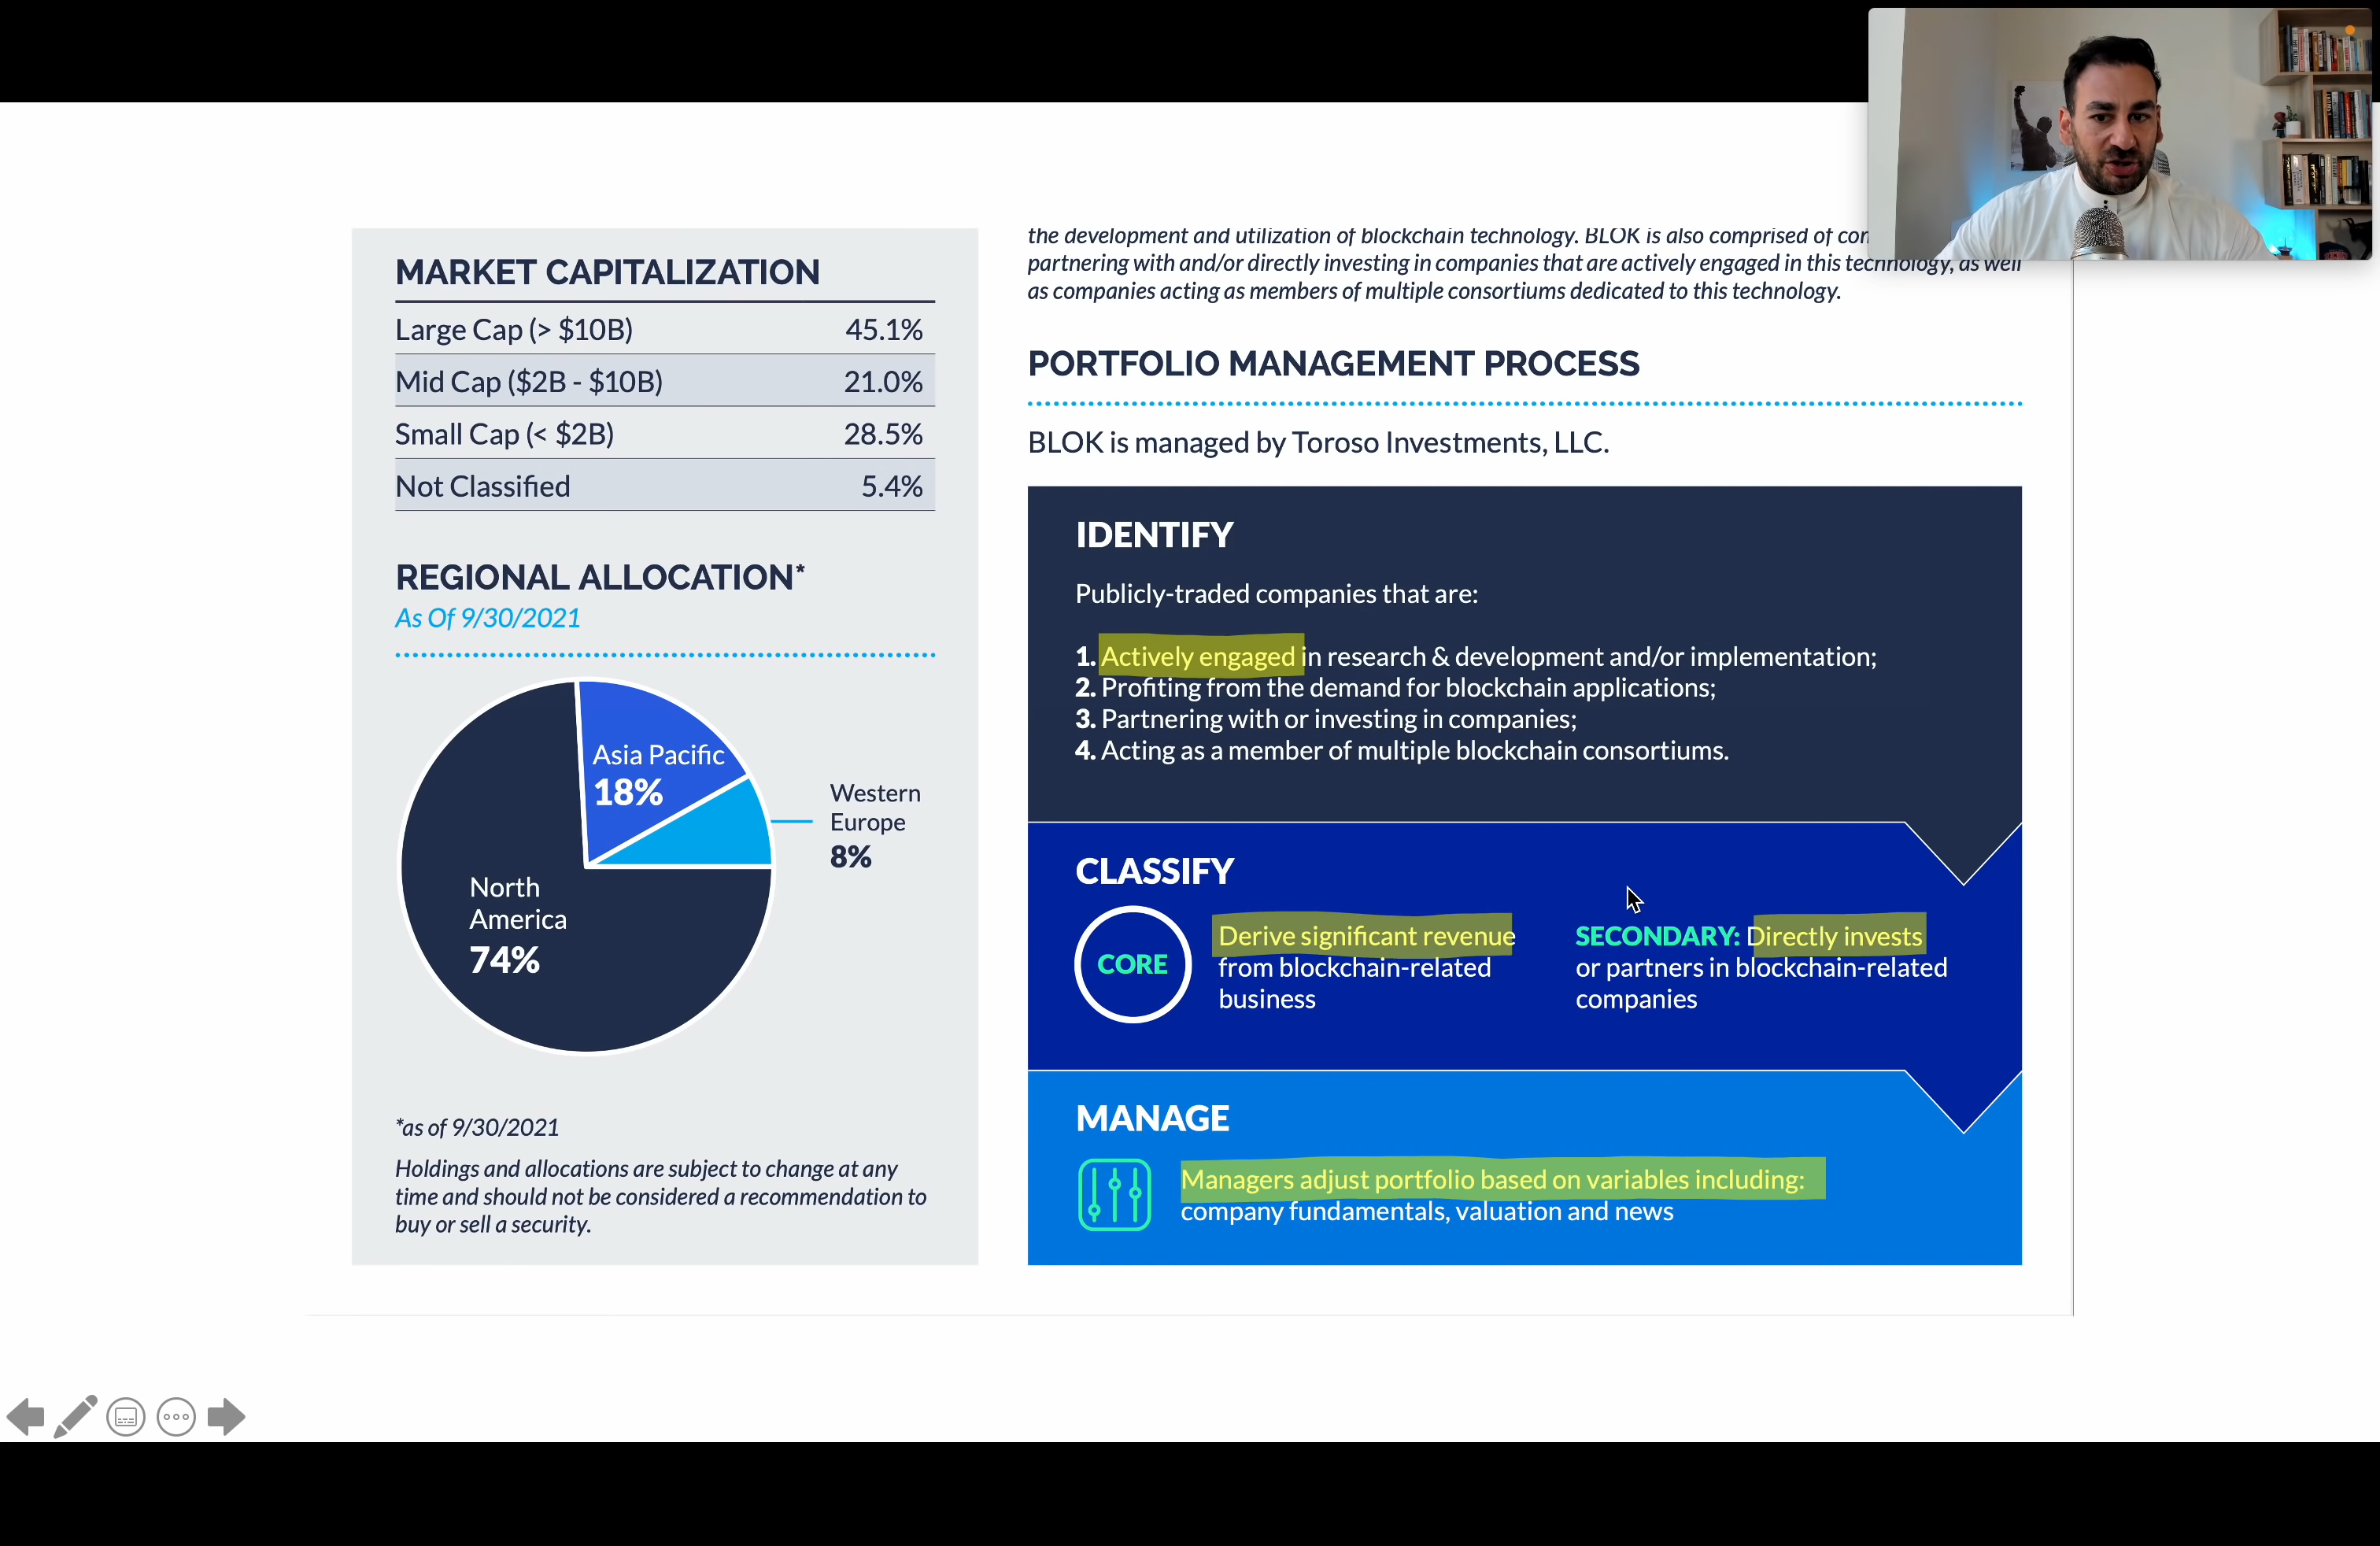 MARKET CAPITALIZATION
Large Cap (> $10B) 45.1%
Mid Cap ($2B - $10B) 21.0%
Small Cap (< $2B) 28.5%
Not Classified 5.4%
REGIONAL ALLOCATION*
As Of 9/30/2021
Asia Pacific
18%
Western
Europe
8%
North
America
74%
*as of 9/30/2021
Holdings and allocations are subject to change at any
time and should not be considered a recommendation to
buy or sell a security.
the development and utilization of blockchain technology. BLOK is also comprised of
partnering with and/or directly investing in companies that are actively engaged in this technology, as well
as companies acting as members of multiple consortiums dedicated to this technology.
PORTFOLIO MANAGEMENT PROCESS
BLOK is managed by Toroso Investments, LLC.
IDENTIFY
Publicly-traded companies that are:
1. Actively engaged in research & development and/or implementation;
2. Profiting from the demand for blockchain applications;
3. Partnering with or investing in companies;
4. Acting as a member of multiple blockchain consortiums.
CLASSIFY
CORE
Derive significant revenue
from blockchain-related
business
SECONDARY: Directly invests
or partners in blockchain-related
companies
MANAGE
Managers adjust portfolio based on variables including:
company fundamentals, valuation and news